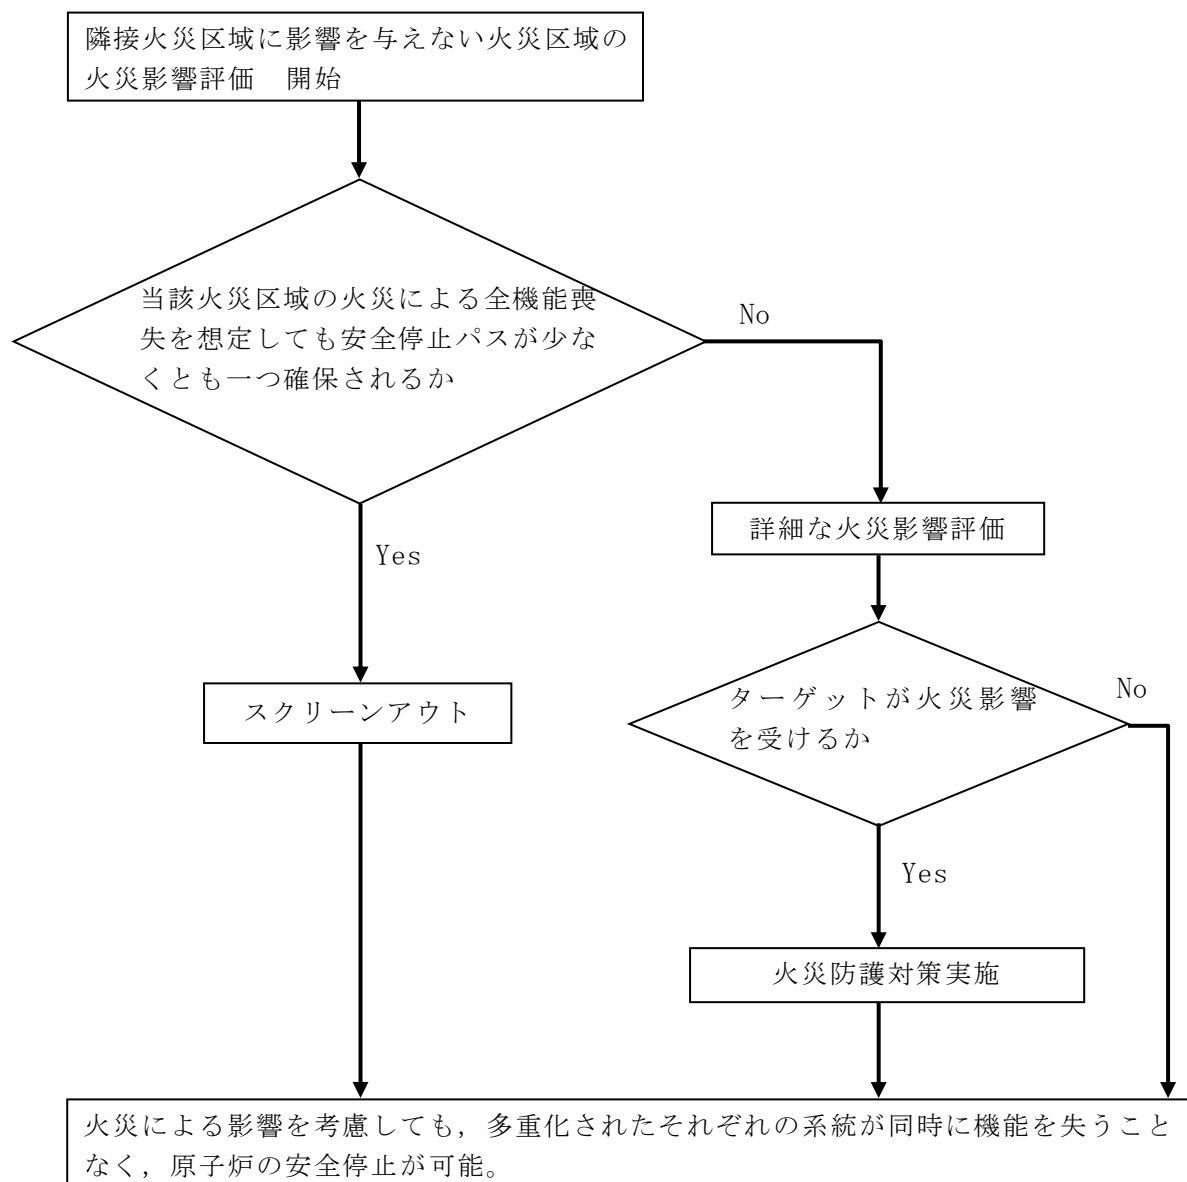 隣接火災区域に影響を与えない火災区域の
火災影響評価　開始
当該火災区域の火災による全機能喪
失を想定しても安全停止パスが少な
くとも一つ確保されるか
No
Yes
詳細な火災影響評価
スクリーンアウト
ターゲットが火災影響
を受けるか
No
Yes
火災防護対策実施
火災による影響を考慮しても，多重化されたそれぞれの系統が同時に機能を失うこと
なく，原子炉の安全停止が可能。